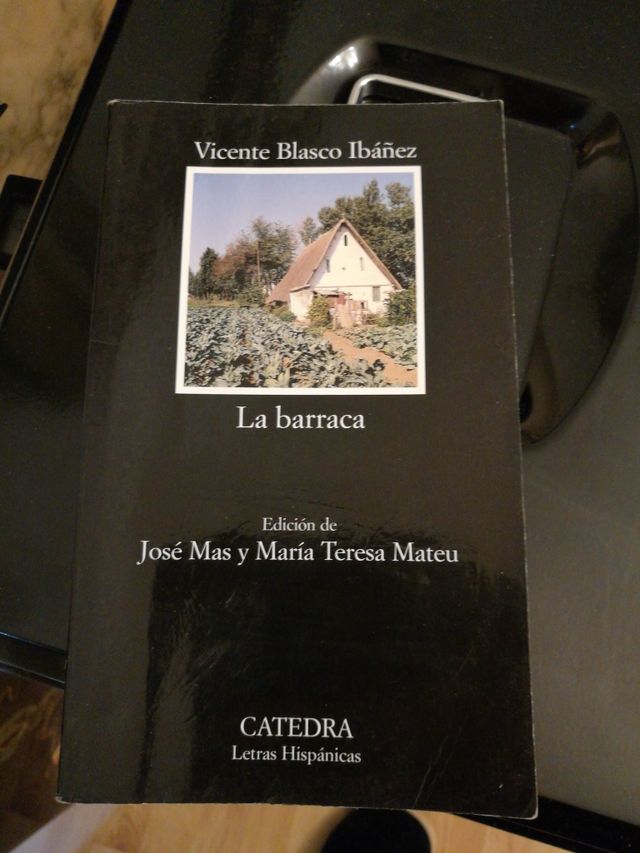 Vicente Blasco Ibáñez
La barraca
Edición de
José Mas y María Teresa Mateu
CATEDRA
Letras Hispánicas